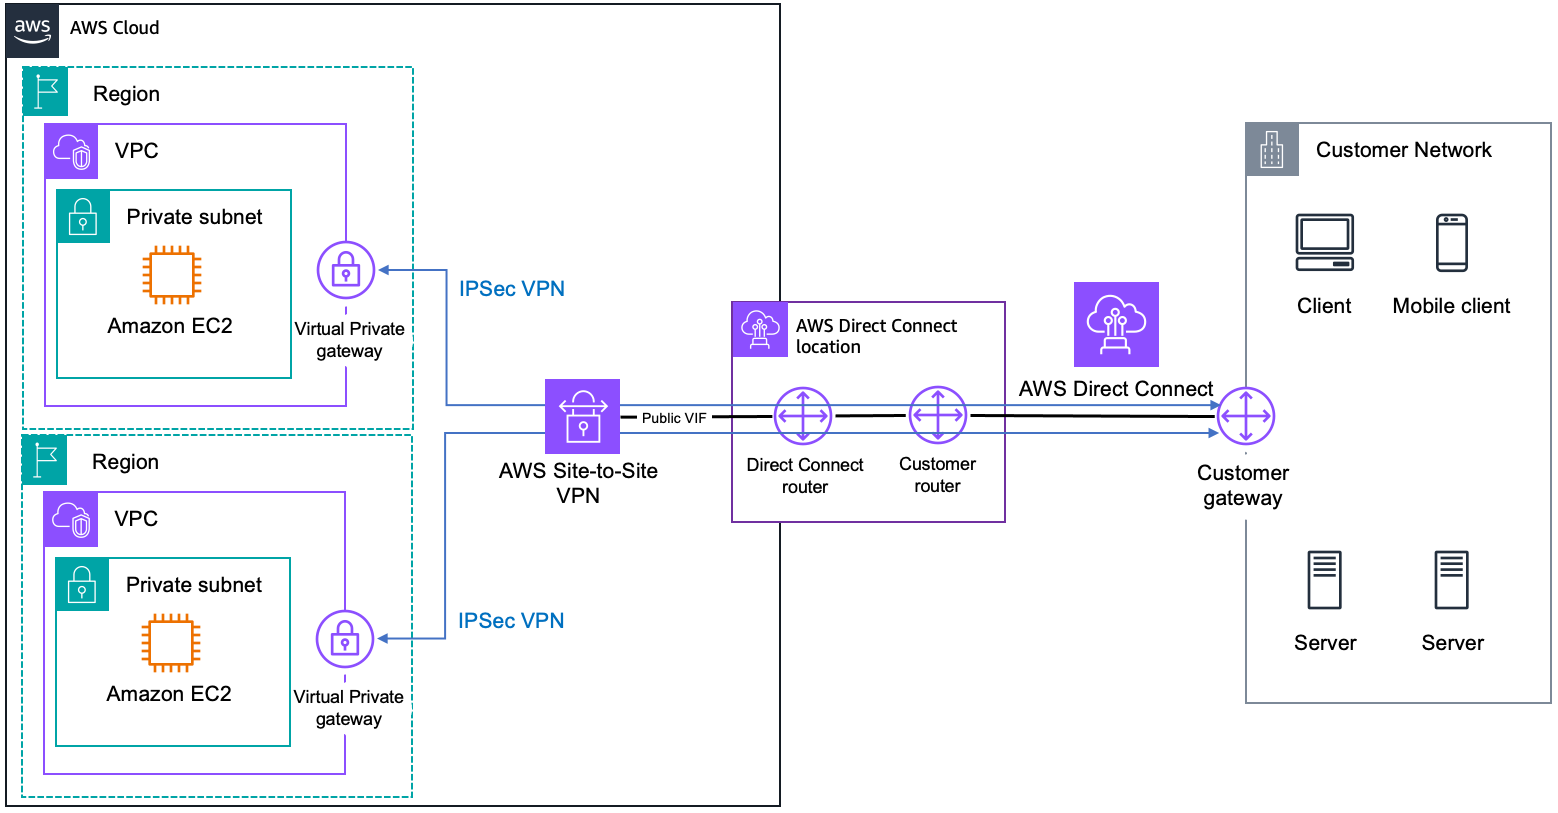 aws
AWS Cloud
Region
VPC
Private subnet
Amazon EC2
Virtual Private
gateway
IPSec VPN
Region
VPC
Private subnet
Amazon EC2
Virtual Private
gateway
IPSec VPN
AWS Site-to-Site
VPN
Public VIF
AWS Direct Connect
location
Direct Connect
router
Customer
router
AWS Direct Connect
Customer
gateway
Customer Network
Client
Mobile client
Server
Server